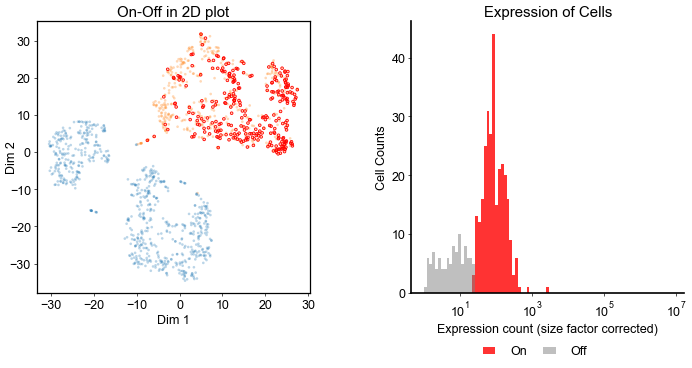 On-Off in 2D plot
Dim 2
30
20
10
0
−10
−20
−30
−30 −20 −10 0 10 20 30
Dim 1
Expression of Cells
Cell Counts
40
30
20
10
0
10^1 10^3 10^5 10^7
Expression count (size factor corrected)
On Off